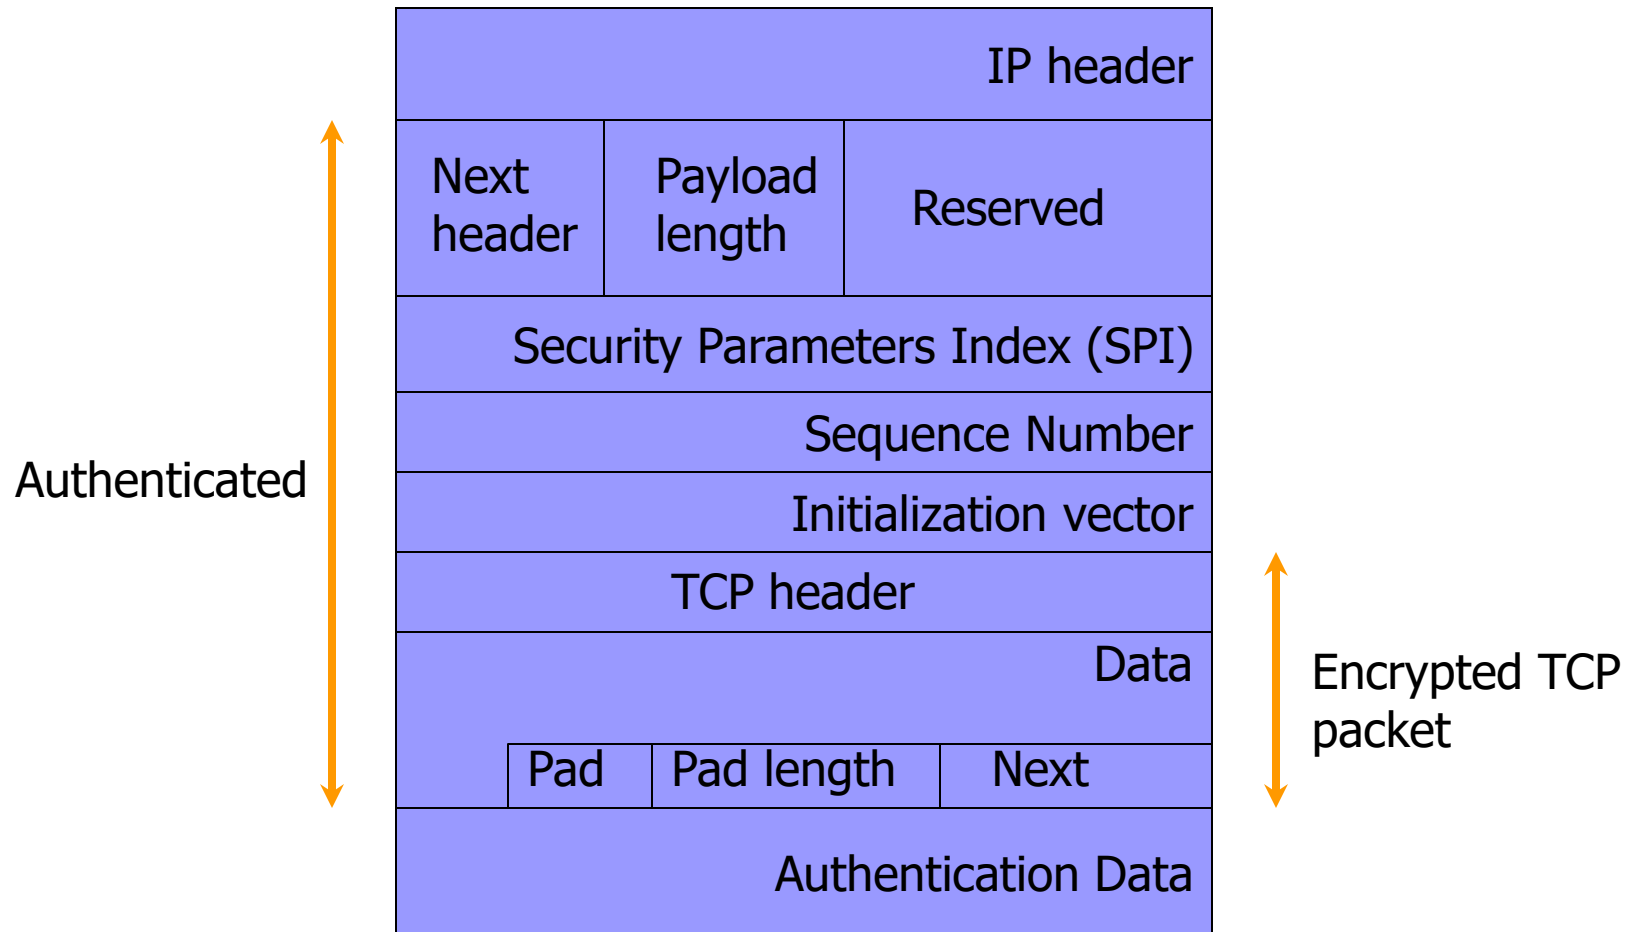 IP header
Next
header
Payload
length
Reserved
Security Parameters Index (SPI)
Sequence Number
Authenticated
Initialization vector
TCP header
Data
Encrypted TCP
packet
Pad
Pad length
Next
Authentication Data